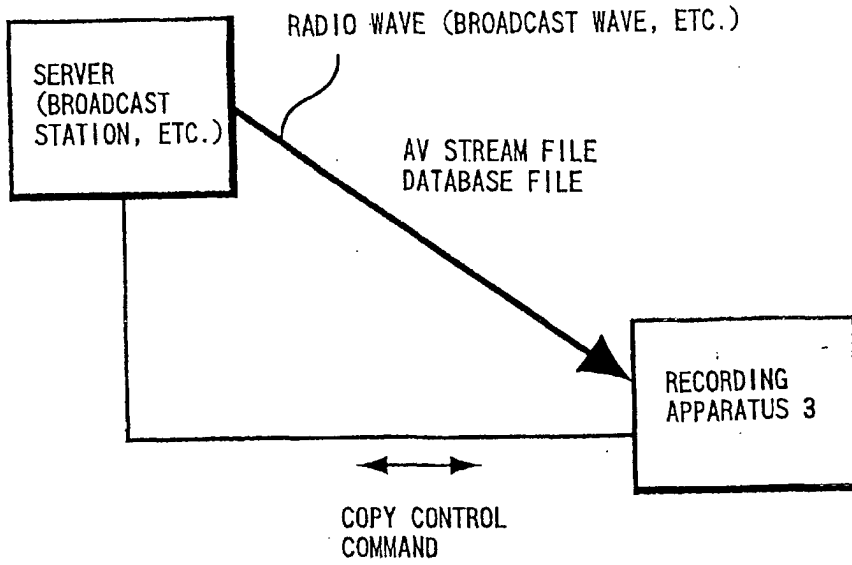 RADIO WAVE (BROADCAST WAVE, ETC.)
SERVER
(BROADCAST
STATION, ETC.)
AV STREAM FILE
DATABASE FILE
RECORDING
APPARATUS 3
COPY CONTROL
COMMAND